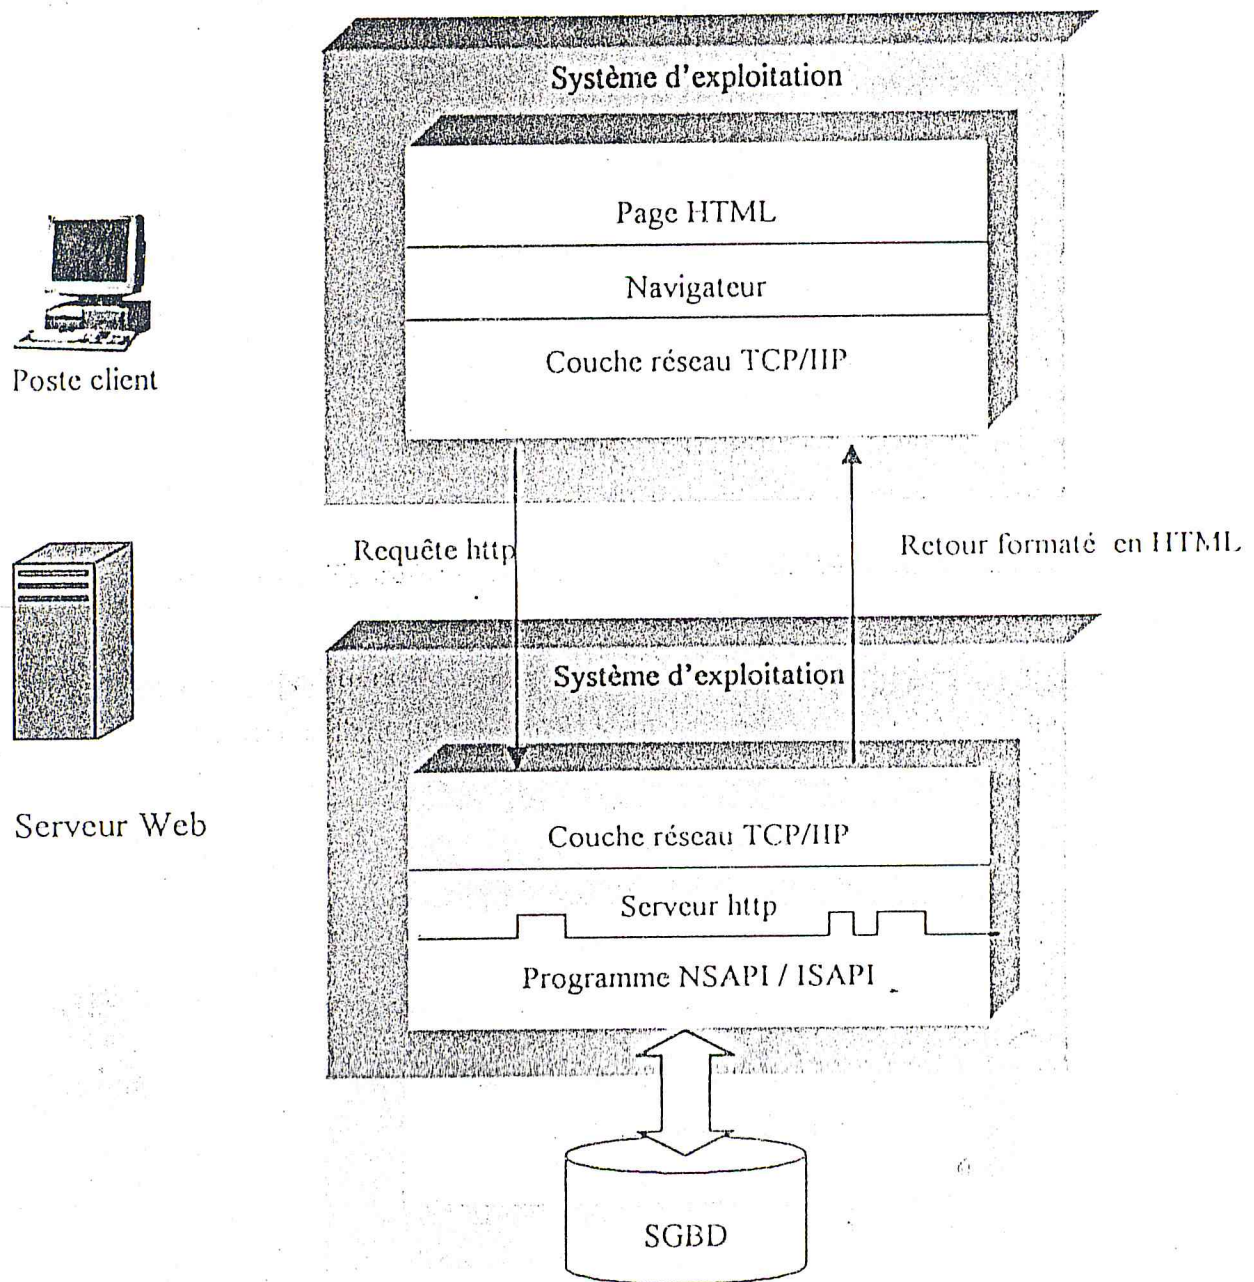 Système d'exploitation
Page HTML
Navigateur
Couche réseau TCP/IIP
Poste client
Requête http
Retour formaté en HTML
Système d'exploitation
Serveur Web
Couche réseau TCP/IIP
Serveur http
Programme NSAPI / ISAPI
SGBD